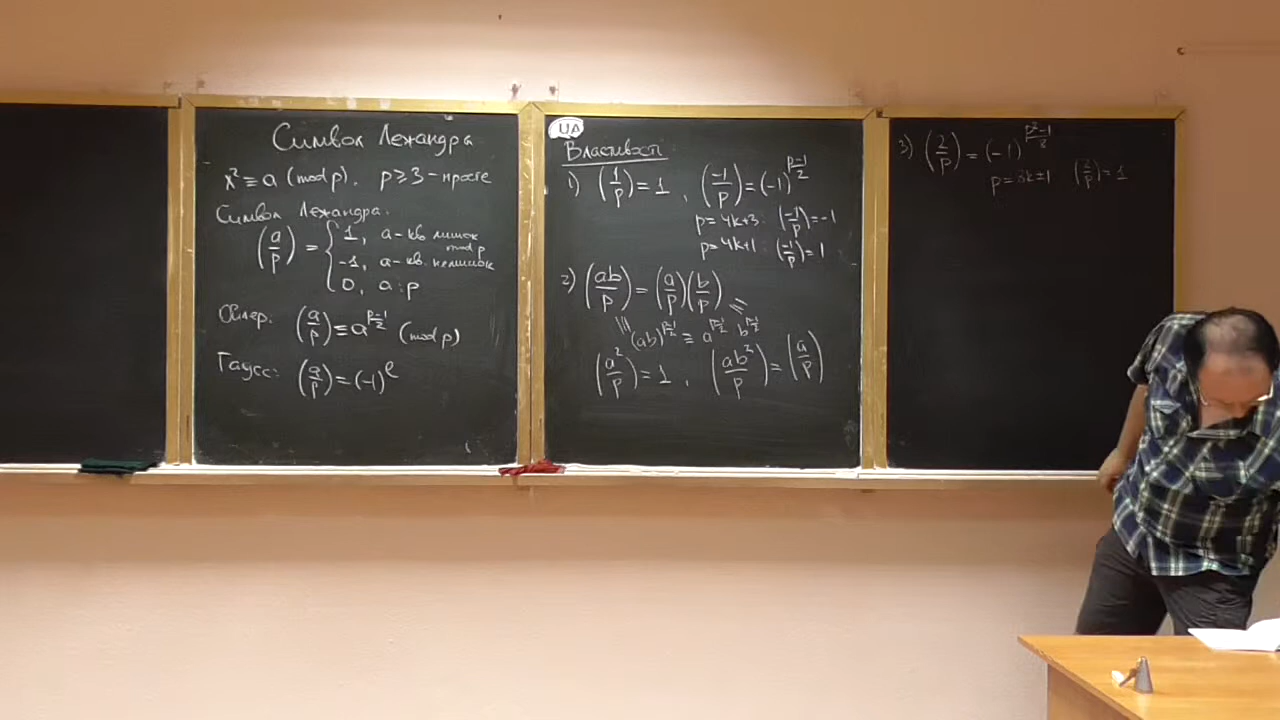 Символ Лежандра
x² ≡ a (mod p), p ≥ 3 - просте
Символ Лежандра:
(a/p) = { 1, a - кв. лишок mod p
-1, a - кв. нелишок
0, a ⋮ p
Ойлер: (a/p) ≡ a^((p-1)/2) (mod p)
Гаусс: (a/p) = (-1)^ℓ
UA
Властивості
1) (1/p) = 1, (-1/p) = (-1)^((p-1)/2)
p = 4k+3: (-1/p) = -1
p = 4k+1: (-1/p) = 1
2) (ab/p) = (a/p)(b/p)
(ab)^((p-1)/2) ≡ a^((p-1)/2) b^((p-1)/2)
(a²/p) = 1, (ab²/p) = (a/p)
3) (2/p) = (-1)^((p²-1)/8)
(2/p) = 1